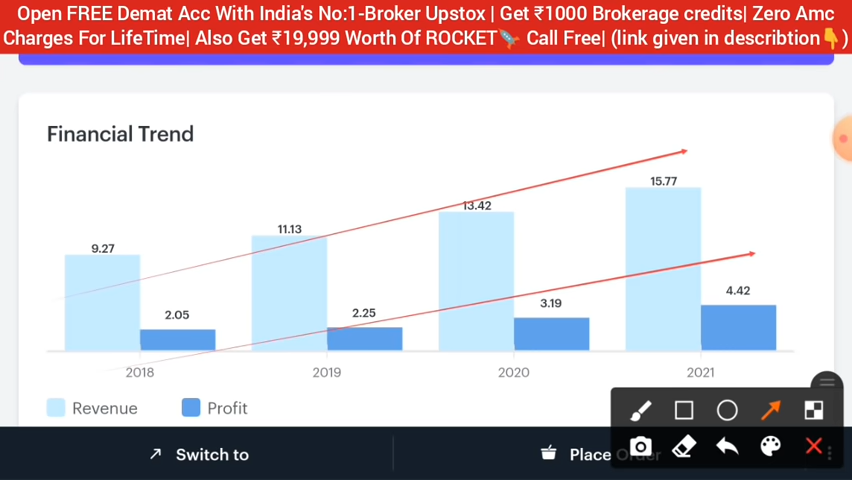 Open FREE Demat Acc With India's No:1-Broker Upstox | Get ₹1000 Brokerage credits| Zero Amc
Charges For LifeTime| Also Get ₹19,999 Worth Of ROCKET🚀 Call Free| (link given in describtion👇)
Financial Trend
15.77
13.42
11.13
9.27
4.42
3.19
2.25
2.05
2018 2019 2020 2021
Revenue Profit
Switch to Place Order